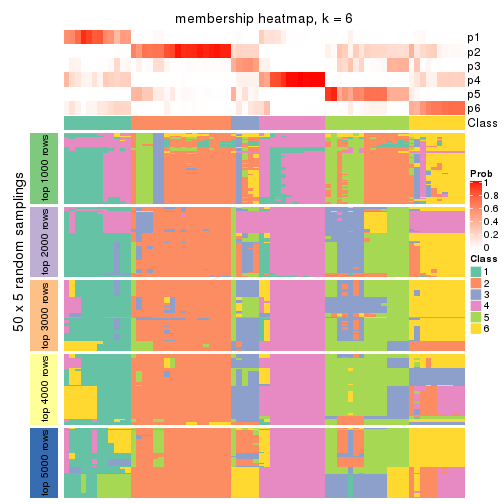 membership heatmap, k = 6
p1
p2
p3
p4
p5
p6
Class
50 x 5 random samplings
top 1000 rows
top 2000 rows
top 3000 rows
top 4000 rows
top 5000 rows
Prob
1
0.8
0.6
0.4
0.2
0
Class
1
2
3
4
5
6